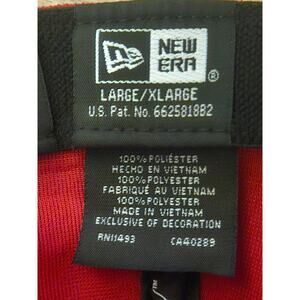 NEW
ERA
®
LARGE/XLARGE
U.S. Pat. No. 6625818B2
100% POLIÉSTER
HECHO EN VIETNAM
100% POLYESTER
FABRIQUÉ AU VIETNAM
100% POLYESTER
MADE IN VIETNAM
EXCLUSIVE OF DECORATION
RN11493 CA40289